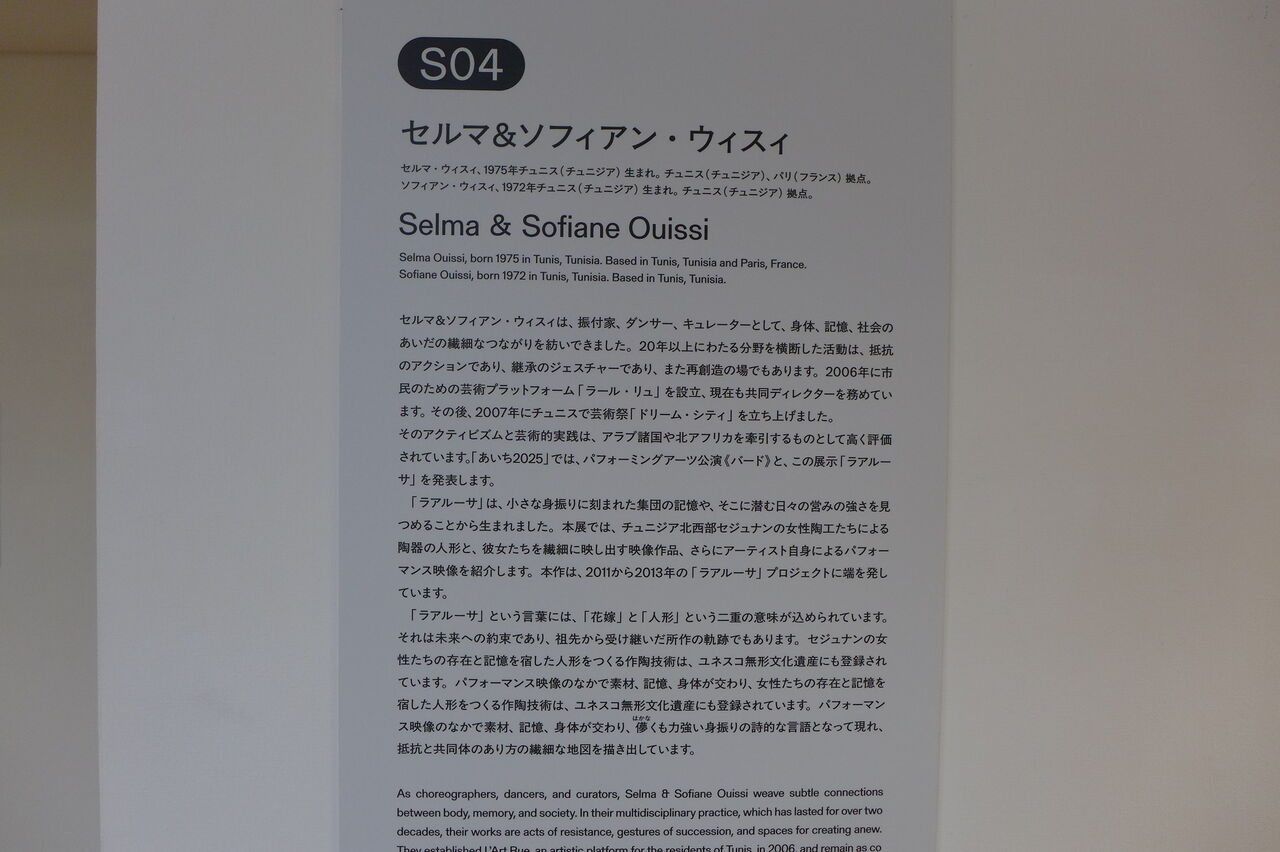 S04
セルマ&ソフィアン・ウィスィ
セルマ・ウィスィ、1975年チュニス（チュニジア）生まれ。チュニス（チュニジア）、パリ（フランス）拠点。
ソフィアン・ウィスィ、1972年チュニス（チュニジア）生まれ。チュニス（チュニジア）拠点。
Selma & Sofiane Ouissi
Selma Ouissi, born 1975 in Tunis, Tunisia. Based in Tunis, Tunisia and Paris, France.
Sofiane Ouissi, born 1972 in Tunis, Tunisia. Based in Tunis, Tunisia.
セルマ&ソフィアン・ウィスィは、振付家、ダンサー、キュレーターとして、身体、記憶、社会の
あいだの繊細なつながりを紡いできました。20年以上にわたる分野を横断した活動は、抵抗
のアクションであり、継承のジェスチャーであり、また再創造の場でもあります。2006年に市
民のための芸術プラットフォーム「ラール・リュ」を設立、現在も共同ディレクターを務めてい
ます。その後、2007年にチュニスで芸術祭「ドリーム・シティ」を立ち上げました。
そのアクティビズムと芸術的実践は、アラブ諸国や北アフリカを牽引するものとして高く評価
されています。「あいち2025」では、パフォーミングアーツ公演《バード》と、この展示「ラアルー
サ」を発表します。
「ラアルーサ」は、小さな身振りに刻まれた集団の記憶や、そこに潜む日々の営みの強さを見
つめることから生まれました。本展では、チュニジア北西部セジュナンの女性陶工たちによる
陶器の人形と、彼女たちを繊細に映し出す映像作品、さらにアーティスト自身によるパフォー
マンス映像を紹介します。本作は、2011から2013年の「ラアルーサ」プロジェクトに端を発し
ています。
「ラアルーサ」という言葉には、「花嫁」と「人形」という二重の意味が込められています。
それは未来への約束であり、祖先から受け継いだ所作の軌跡でもあります。セジュナンの女
性たちの存在と記憶を宿した人形をつくる作陶技術は、ユネスコ無形文化遺産にも登録され
ています。パフォーマンス映像のなかで素材、記憶、身体が交わり、女性たちの存在と記憶を
宿した人形をつくる作陶技術は、ユネスコ無形文化遺産にも登録されています。パフォーマン
はかな
ス映像のなかで素材、記憶、身体が交わり、儚くも力強い身振りの詩的な言語となって現れ、
抵抗と共同体のあり方の繊細な地図を描き出しています。
As choreographers, dancers, and curators, Selma & Sofiane Ouissi weave subtle connections
between body, memory, and society. In their multidisciplinary practice, which has lasted for over two
decades, their works are acts of resistance, gestures of succession, and spaces for creating anew.
They established L'Art Rue, an artistic platform for the residents of Tunis, in 2006, and remain as co